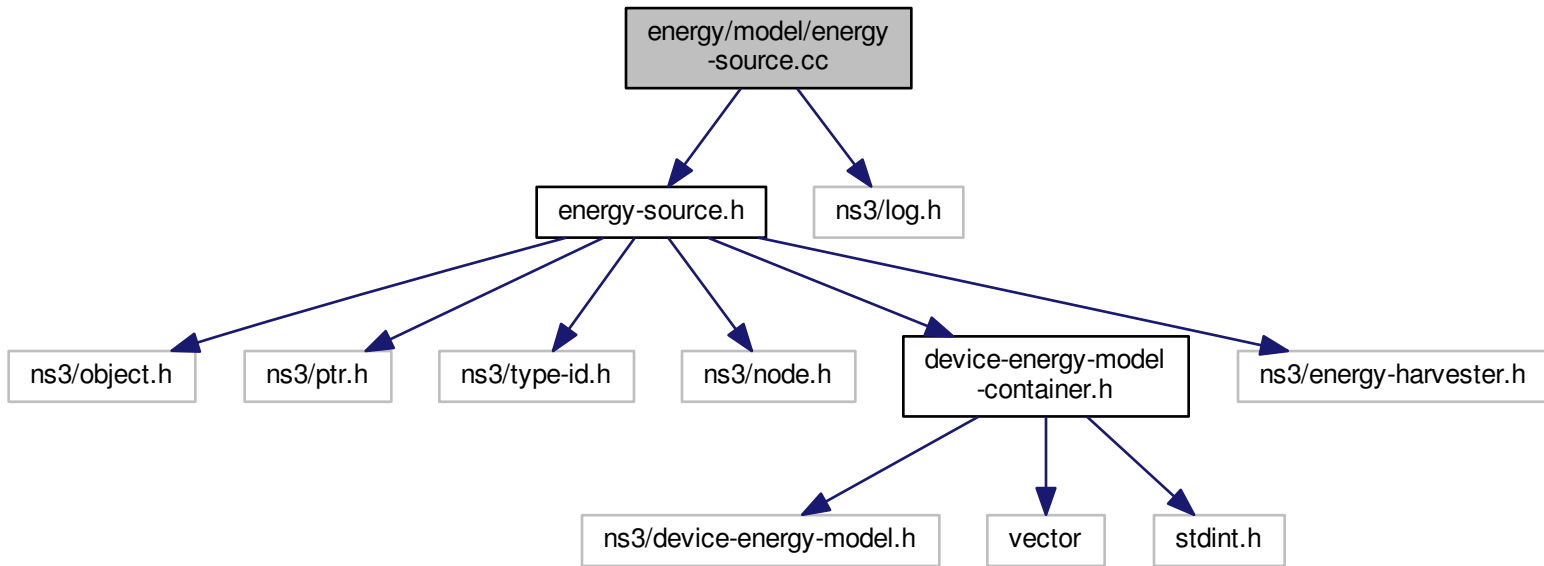 energy/model/energy
-source.cc
energy-source.h
ns3/log.h
ns3/object.h
ns3/ptr.h
ns3/type-id.h
ns3/node.h
device-energy-model
-container.h
ns3/energy-harvester.h
ns3/device-energy-model.h
vector
stdint.h